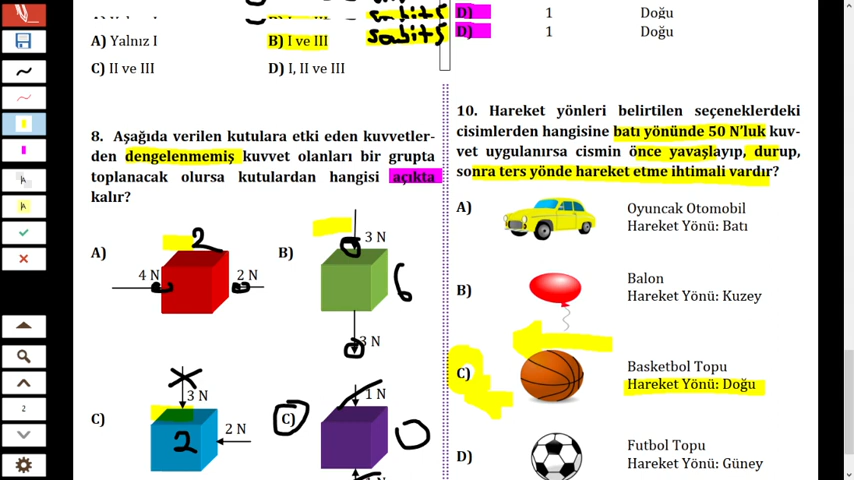 sabit 5
A) Yalnız I
B) I ve III
sabit 5
C) II ve III
D) I, II ve III
8. Aşağıda verilen kutulara etki eden kuvvetler-
den dengelenmemiş kuvvet olanları bir grupta
toplanacak olursa kutulardan hangisi açıkta
kalır?
A)
2
4 N
2 N
B)
3 N
6
3 N
C)
3 N
2 N
2
C)
1 N
0
D)
1
Doğu
D)
1
Doğu
10. Hareket yönleri belirtilen seçeneklerdeki
cisimlerden hangisine batı yönünde 50 N'luk kuv-
vet uygulanırsa cismin önce yavaşlayıp, durup,
sonra ters yönde hareket etme ihtimali vardır?
A)
Oyuncak Otomobil
Hareket Yönü: Batı
B)
Balon
Hareket Yönü: Kuzey
C)
Basketbol Topu
Hareket Yönü: Doğu
D)
Futbol Topu
Hareket Yönü: Güney
2